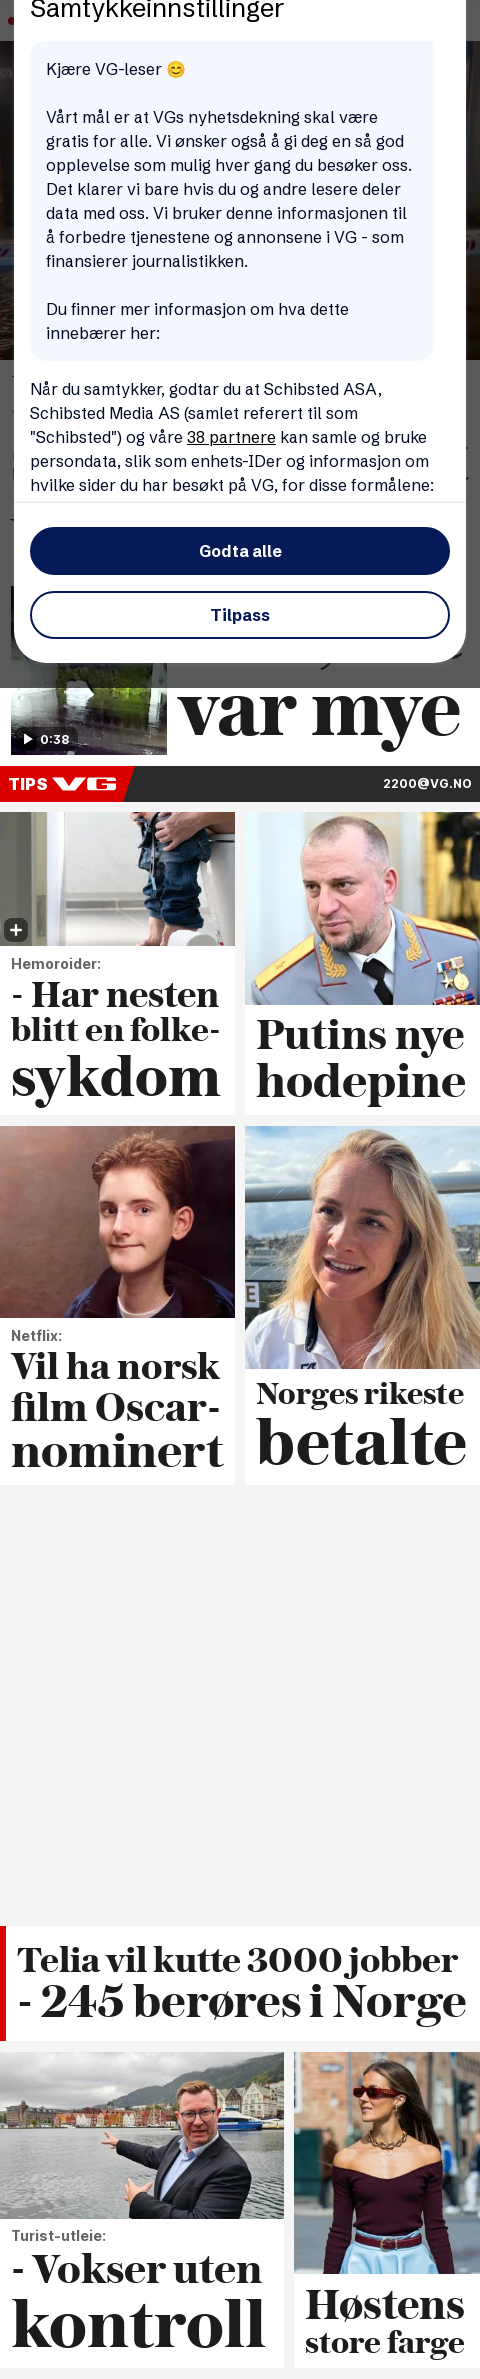 Samtykkeinnstillinger
Kjære VG-leser 😊
Vårt mål er at VGs nyhetsdekning skal være
gratis for alle. Vi ønsker også å gi deg en så god
opplevelse som mulig hver gang du besøker oss.
Det klarer vi bare hvis du og andre lesere deler
data med oss. Vi bruker denne informasjonen til
å forbedre tjenestene og annonsene i VG - som
finansierer journalistikken.
Du finner mer informasjon om hva dette
innebærer her:
Når du samtykker, godtar du at Schibsted ASA,
Schibsted Media AS (samlet referert til som
"Schibsted") og våre 38 partnere kan samle og bruke
persondata, slik som enhets-IDer og informasjon om
hvilke sider du har besøkt på VG, for disse formålene:
Godta alle
Tilpass
var mye
0:38
TIPS VG
2200@VG.NO
Hemoroider:
- Har nesten
blitt en folke-
sykdom
Putins nye
hodepine
Netflix:
Vil ha norsk
film Oscar-
nominert
Norges rikeste
betalte
Telia vil kutte 3000 jobber
- 245 berøres i Norge
Turist-utleie:
- Vokser uten
kontroll
Høstens
store farge